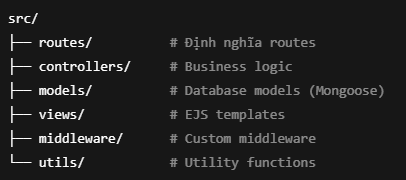 src/
├── routes/ # Định nghĩa routes
├── controllers/ # Business logic
├── models/ # Database models (Mongoose)
├── views/ # EJS templates
├── middleware/ # Custom middleware
└── utils/ # Utility functions